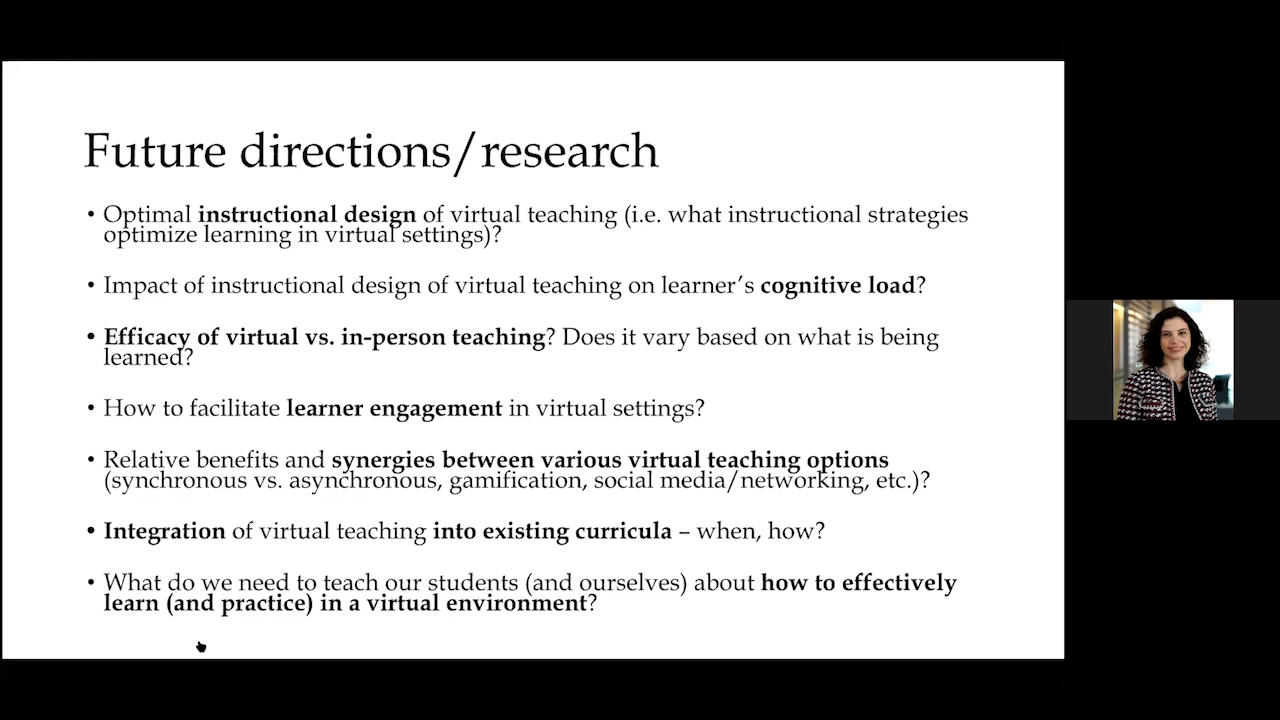 Future directions/research
• Optimal instructional design of virtual teaching (i.e. what instructional strategies
optimize learning in virtual settings)?
• Impact of instructional design of virtual teaching on learner’s cognitive load?
• Efficacy of virtual vs. in-person teaching? Does it vary based on what is being
learned?
• How to facilitate learner engagement in virtual settings?
• Relative benefits and synergies between various virtual teaching options
(synchronous vs. asynchronous, gamification, social media/networking, etc.)?
• Integration of virtual teaching into existing curricula – when, how?
• What do we need to teach our students (and ourselves) about how to effectively
learn (and practice) in a virtual environment?